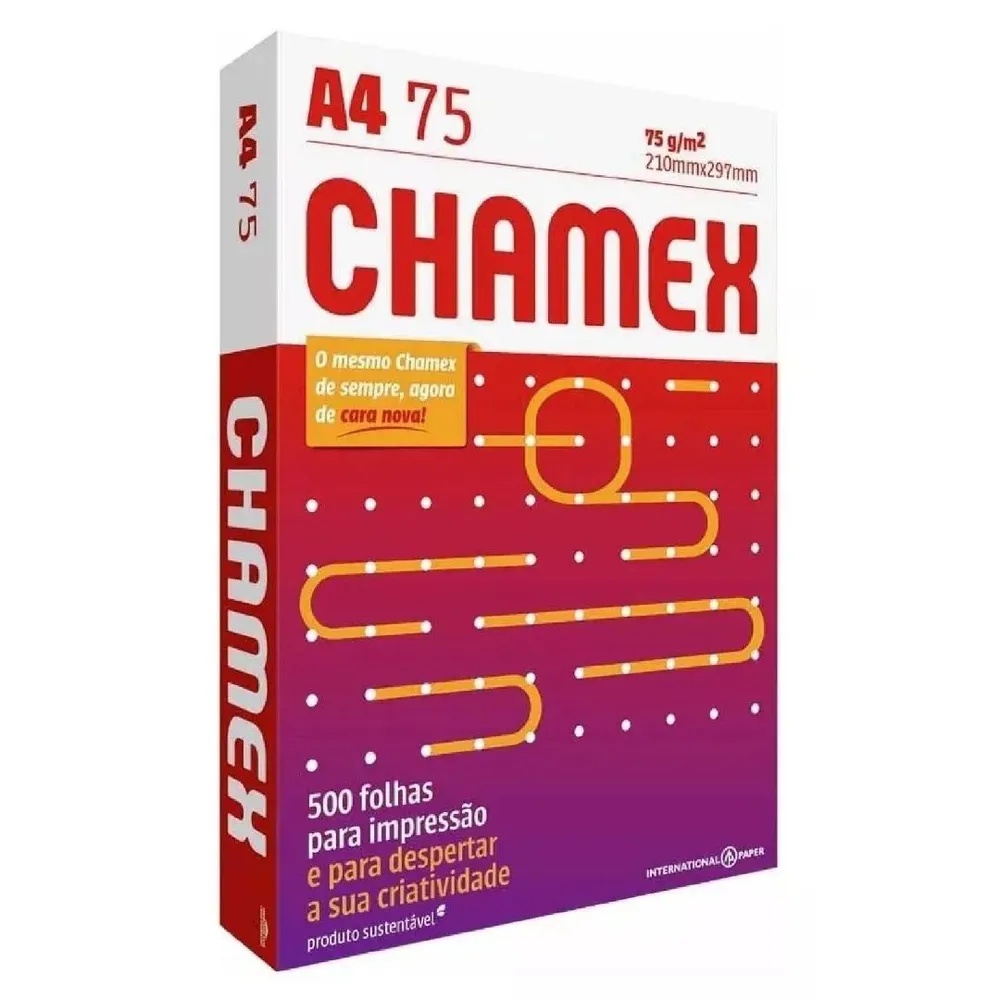 A4 75
75 g/m2
210mmx297mm
CHAMEX
O mesmo Chamex
de sempre, agora
de cara nova!
500 folhas
para impressão
e para despertar
a sua criatividade
produto sustentável
INTERNATIONAL PAPER
A4 75
CHAMEX